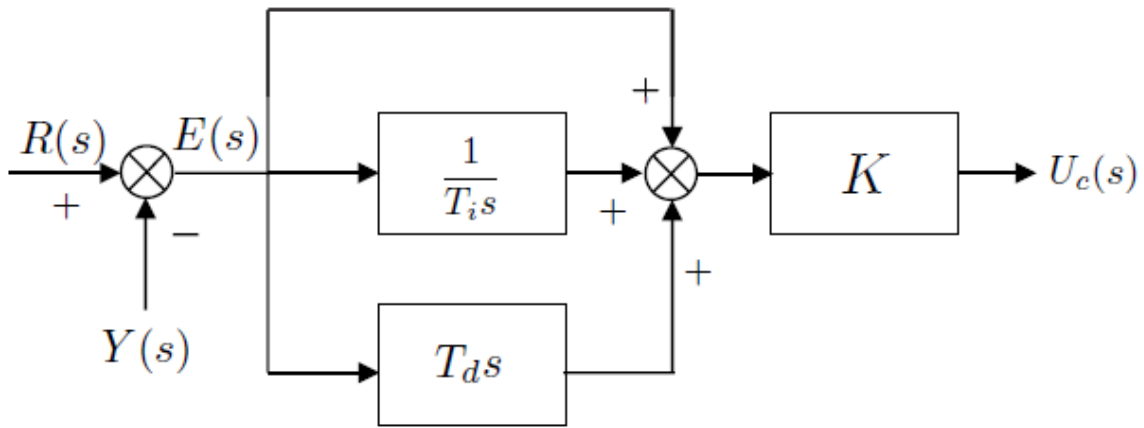 +
R(s)
E(s)
1
T_i s
K
U_c(s)
+
+
−
+
Y(s)
T_d s